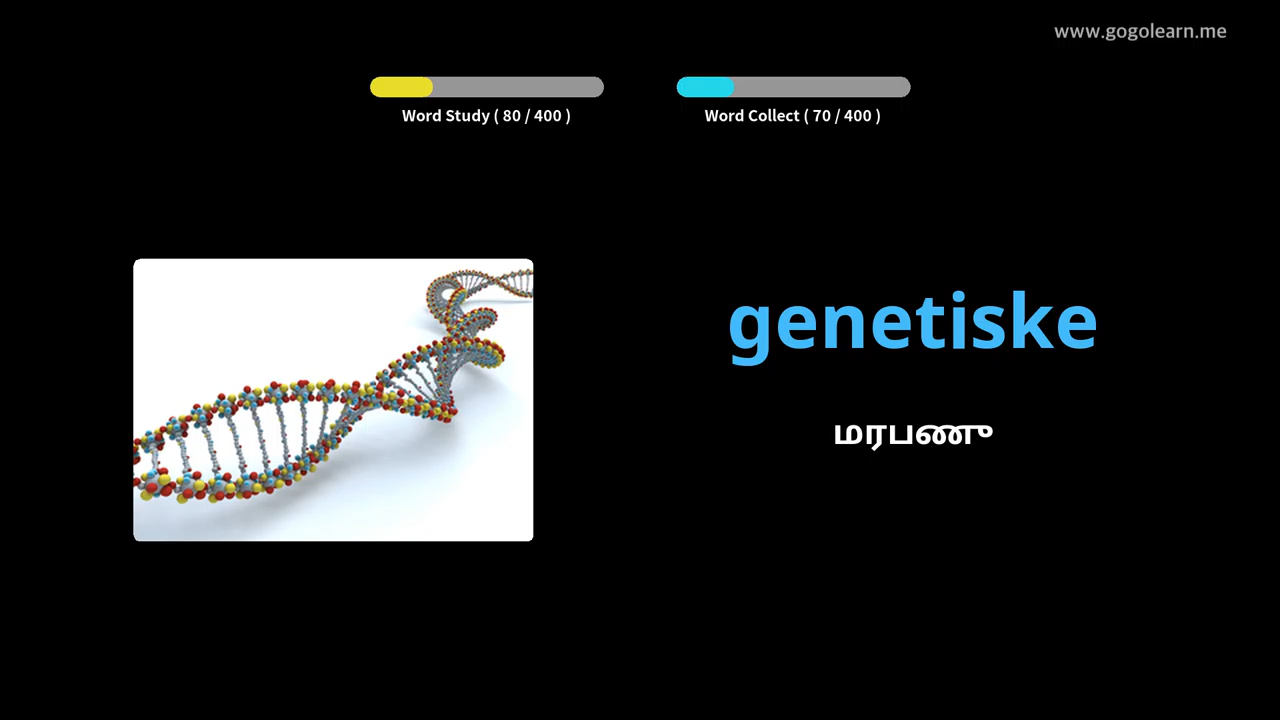 www.gogolearn.me
Word Study ( 80 / 400 )
Word Collect ( 70 / 400 )
genetiske
மரபணு